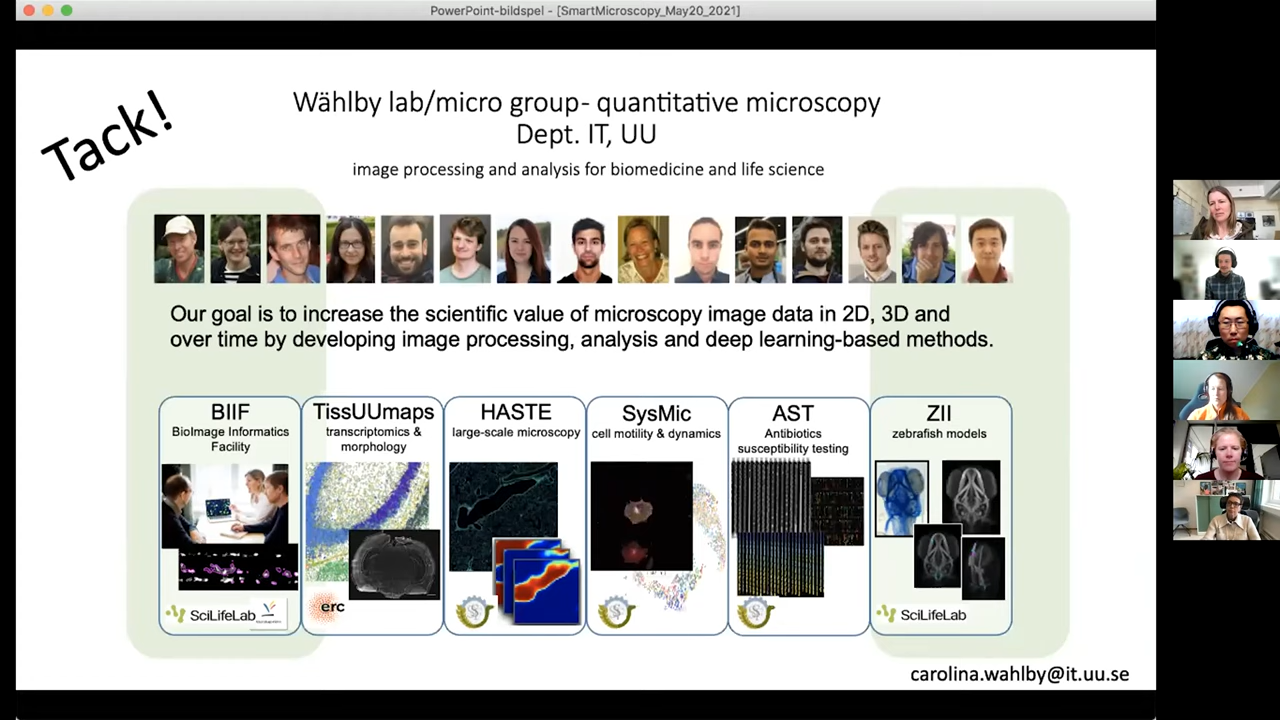 PowerPoint-bildspel - [SmartMicroscopy_May20_2021]
Tack!
Wählby lab/micro group- quantitative microscopy
Dept. IT, UU
image processing and analysis for biomedicine and life science
Our goal is to increase the scientific value of microscopy image data in 2D, 3D and
over time by developing image processing, analysis and deep learning-based methods.
BIIF
BioImage Informatics
Facility
SciLifeLab
TissUUmaps
transcriptomics &
morphology
erc
HASTE
large-scale microscopy
SysMic
cell motility & dynamics
AST
Antibiotics
susceptibility testing
ZII
zebrafish models
SciLifeLab
carolina.wahlby@it.uu.se